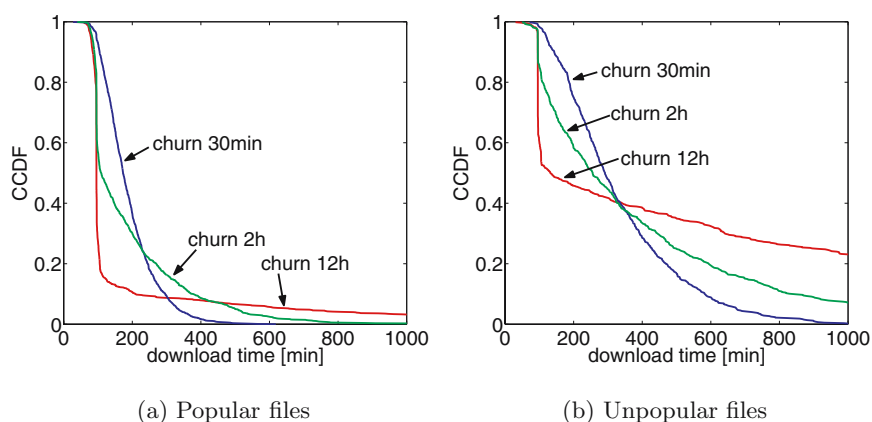 1
0.8
0.6
0.4
0.2
0
CCDF
churn 30min
churn 2h
churn 12h
0 200 400 600 800 1000
download time [min]
(a) Popular files
1
0.8
0.6
0.4
0.2
0
CCDF
churn 30min
churn 2h
churn 12h
0 200 400 600 800 1000
download time [min]
(b) Unpopular files